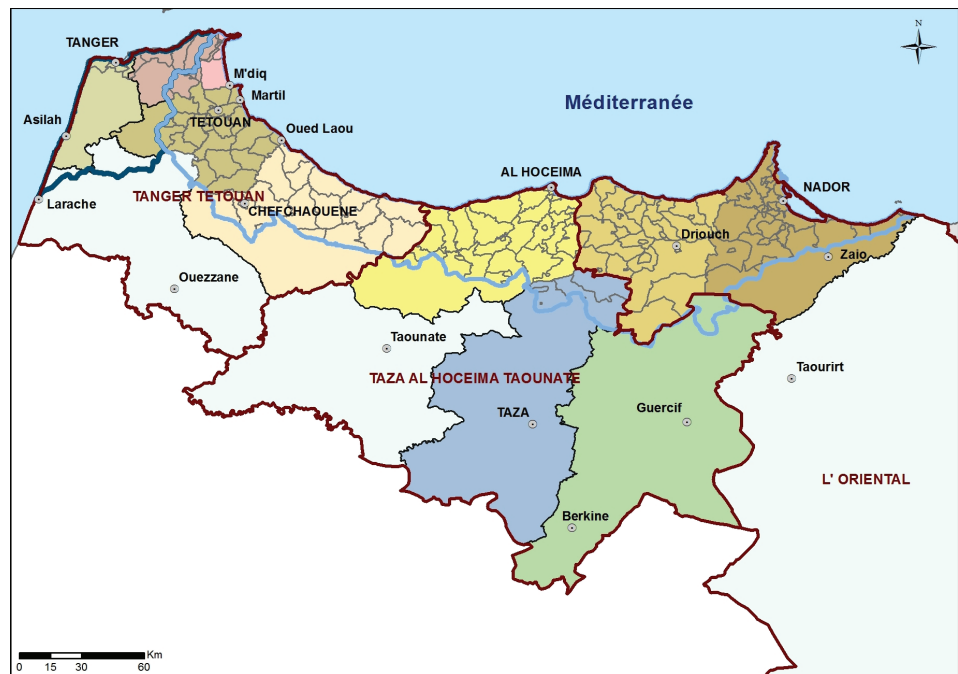 N
TANGER
M'diq
Martil
Méditerranée
Asilah
TETOUAN
Oued Laou
AL HOCEIMA
NADOR
Larache
TANGER TETOUAN
CHEFCHAOUENE
Driouch
Zaio
Ouezzane
Taounate
Taourirt
TAZA AL HOCEIMA TAOUNATE
TAZA
Guercif
L' ORIENTAL
Berkine
Km
0 15 30 60